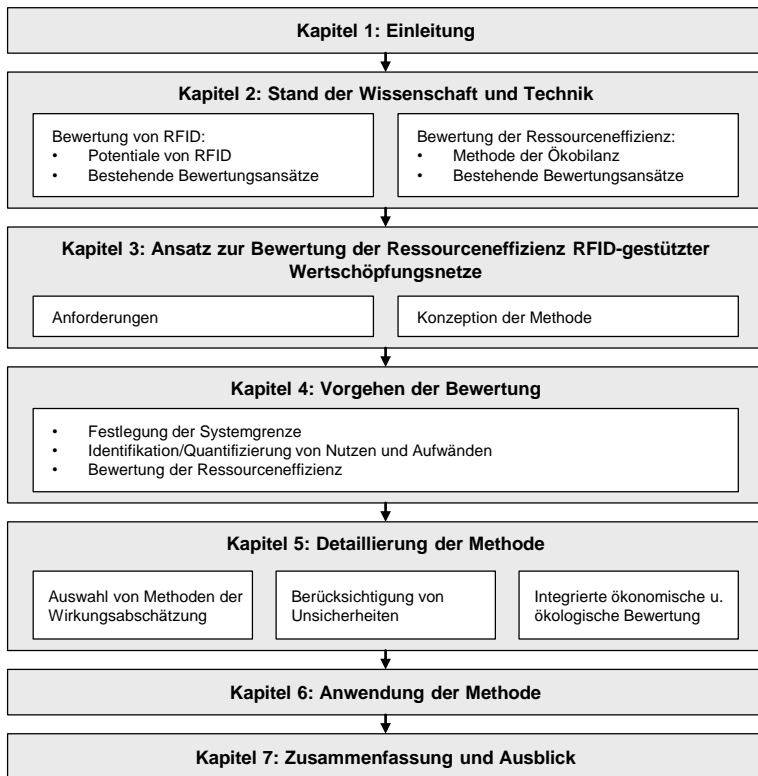 Kapitel 1: Einleitung
Kapitel 2: Stand der Wissenschaft und Technik
Bewertung von RFID:
• Potentiale von RFID
• Bestehende Bewertungsansätze
Bewertung der Ressourceneffizienz:
• Methode der Ökobilanz
• Bestehende Bewertungsansätze
Kapitel 3: Ansatz zur Bewertung der Ressourceneffizienz RFID-gestützter
Wertschöpfungsnetze
Anforderungen
Konzeption der Methode
Kapitel 4: Vorgehen der Bewertung
• Festlegung der Systemgrenze
• Identifikation/Quantifizierung von Nutzen und Aufwänden
• Bewertung der Ressourceneffizienz
Kapitel 5: Detaillierung der Methode
Auswahl von Methoden der
Wirkungsabschätzung
Berücksichtigung von
Unsicherheiten
Integrierte ökonomische u.
ökologische Bewertung
Kapitel 6: Anwendung der Methode
Kapitel 7: Zusammenfassung und Ausblick